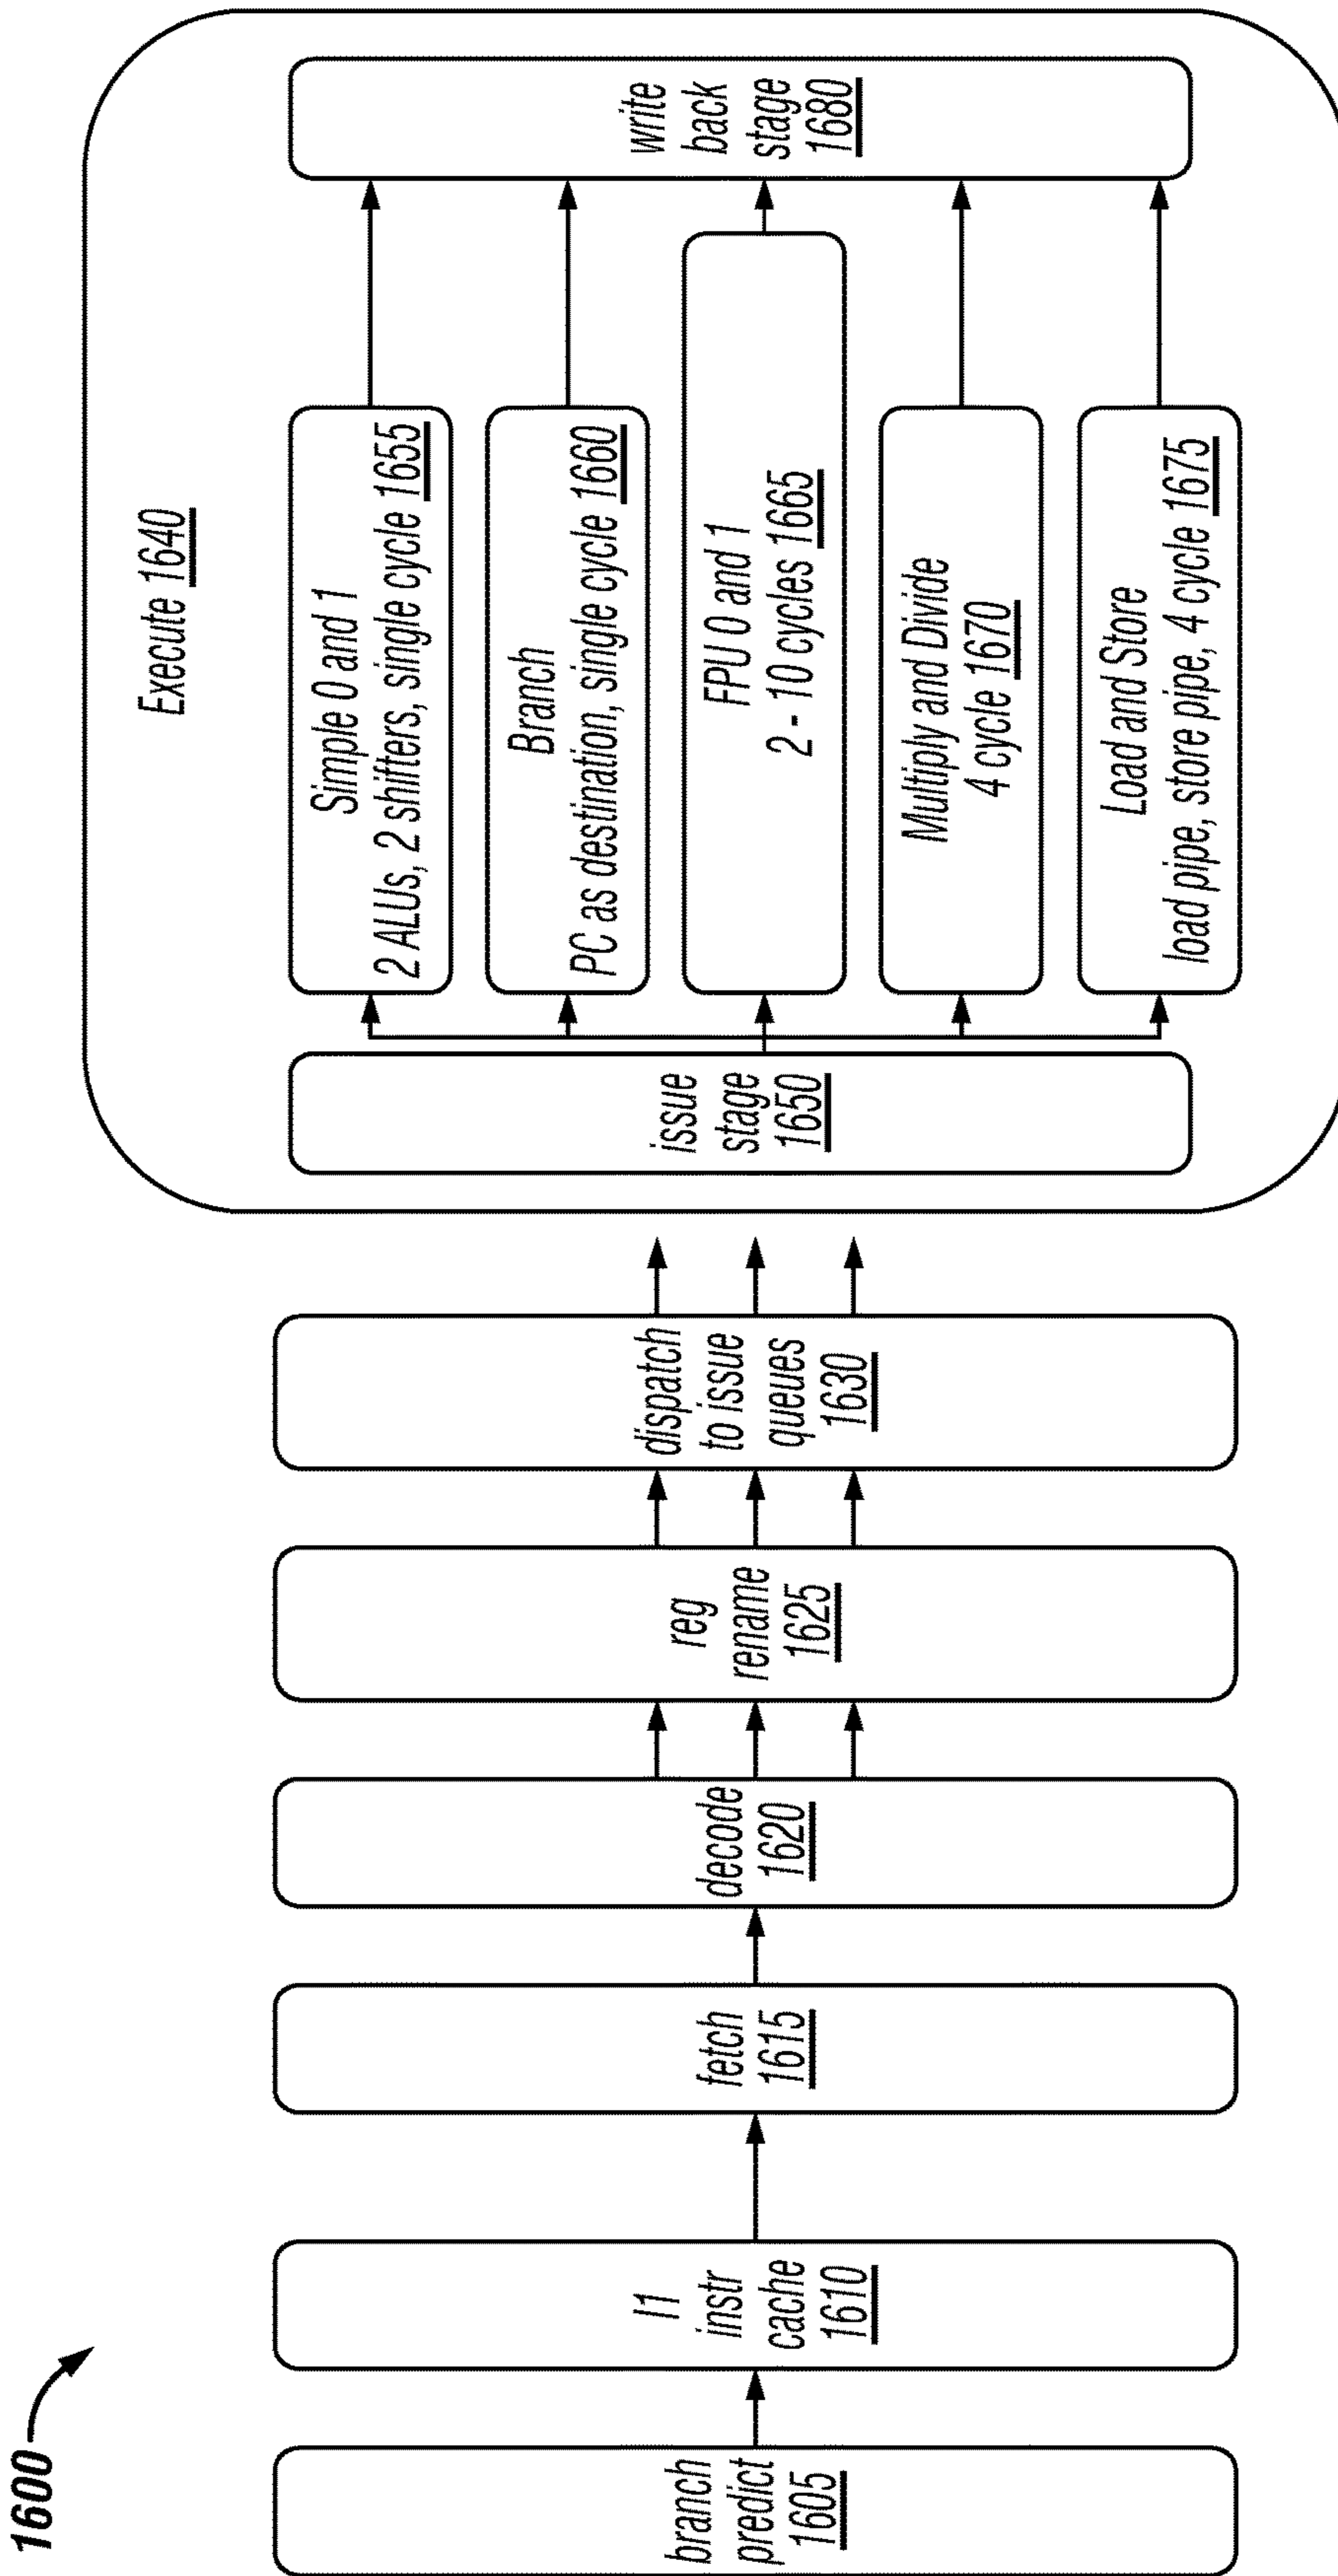 1600
branch
predict
1605
I1
instr
cache
1610
fetch
1615
decode
1620
reg
rename
1625
dispatch
to issue
queues
1630
Execute 1640
issue
stage
1650
Simple 0 and 1
2 ALUs, 2 shifters, single cycle 1655
Branch
PC as destination, single cycle 1660
FPU 0 and 1
2 - 10 cycles 1665
Multiply and Divide
4 cycle 1670
Load and Store
load pipe, store pipe, 4 cycle 1675
write
back
stage
1680